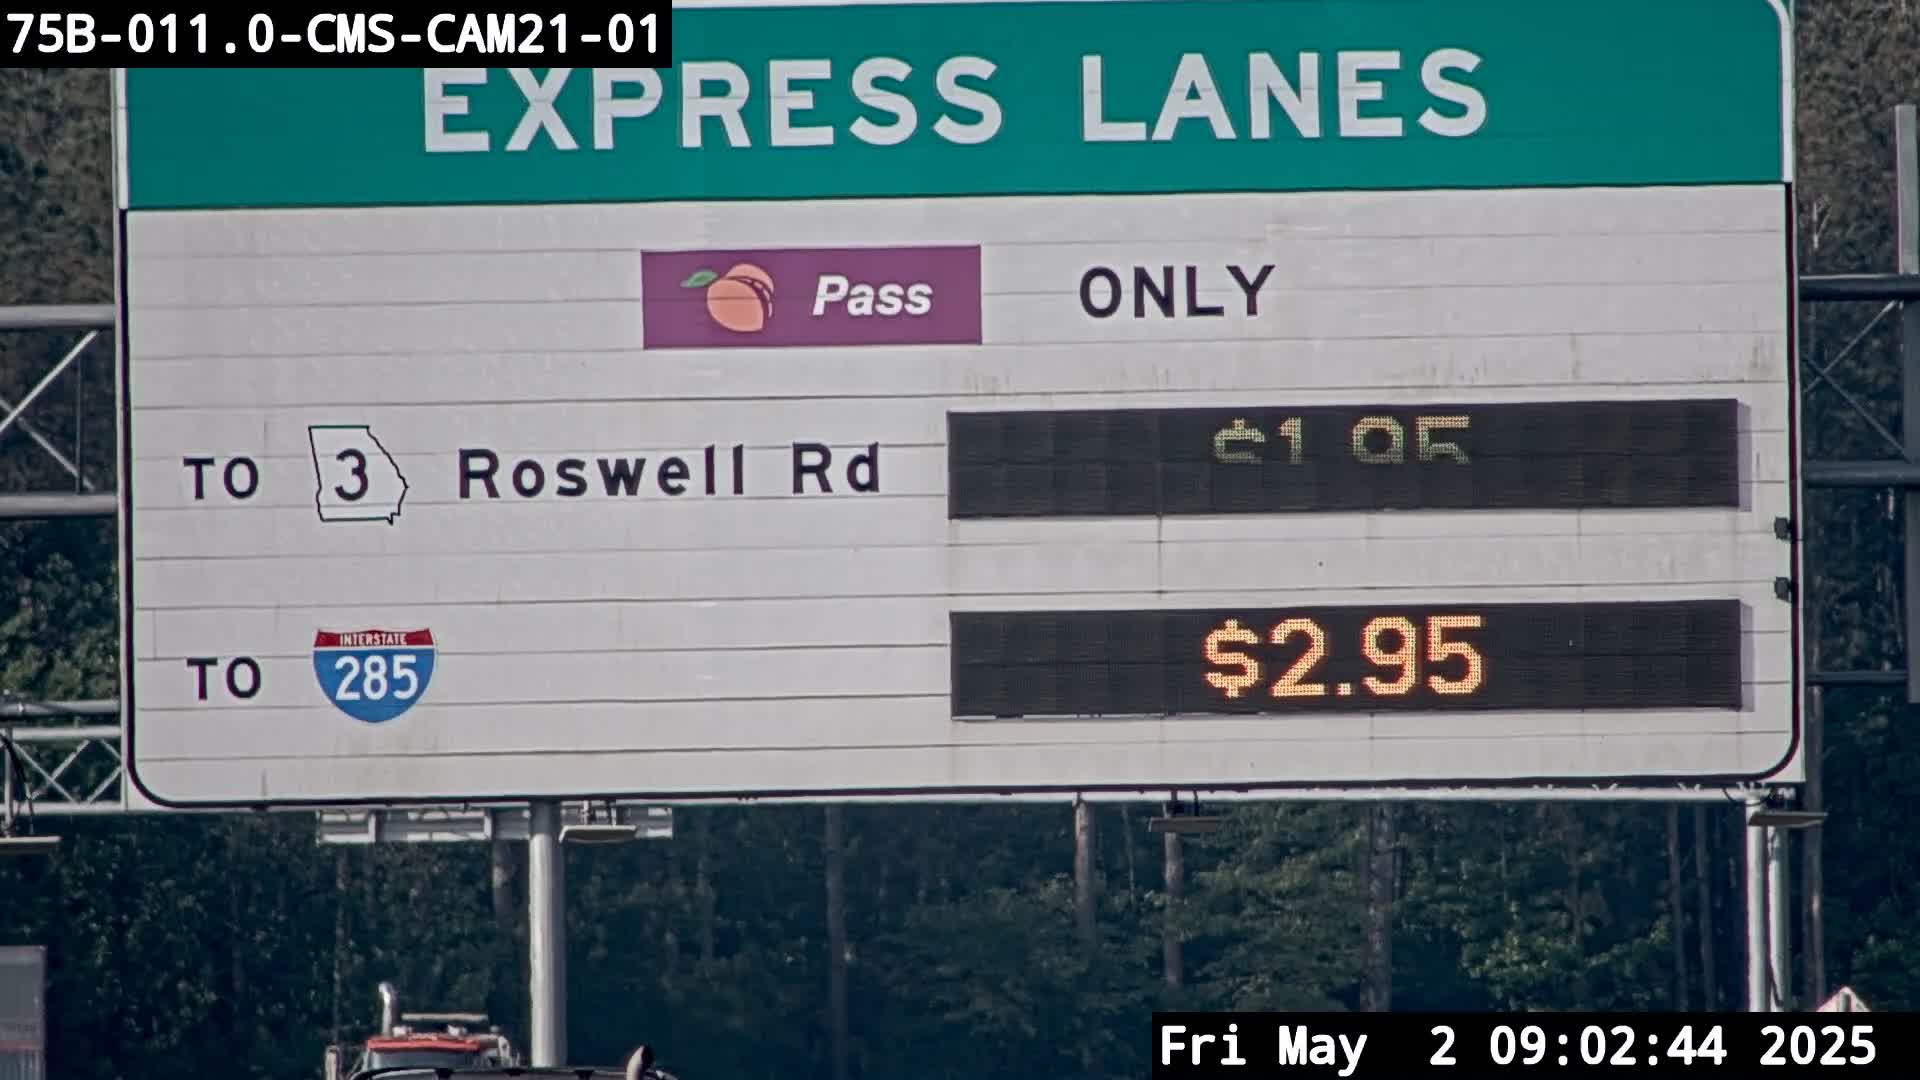 75B-011.0-CMS-CAM21-01
EXPRESS LANES
Pass ONLY
TO 3 Roswell Rd
TO INTERSTATE 285 $2.95
Fri May 2 09:02:44 2025